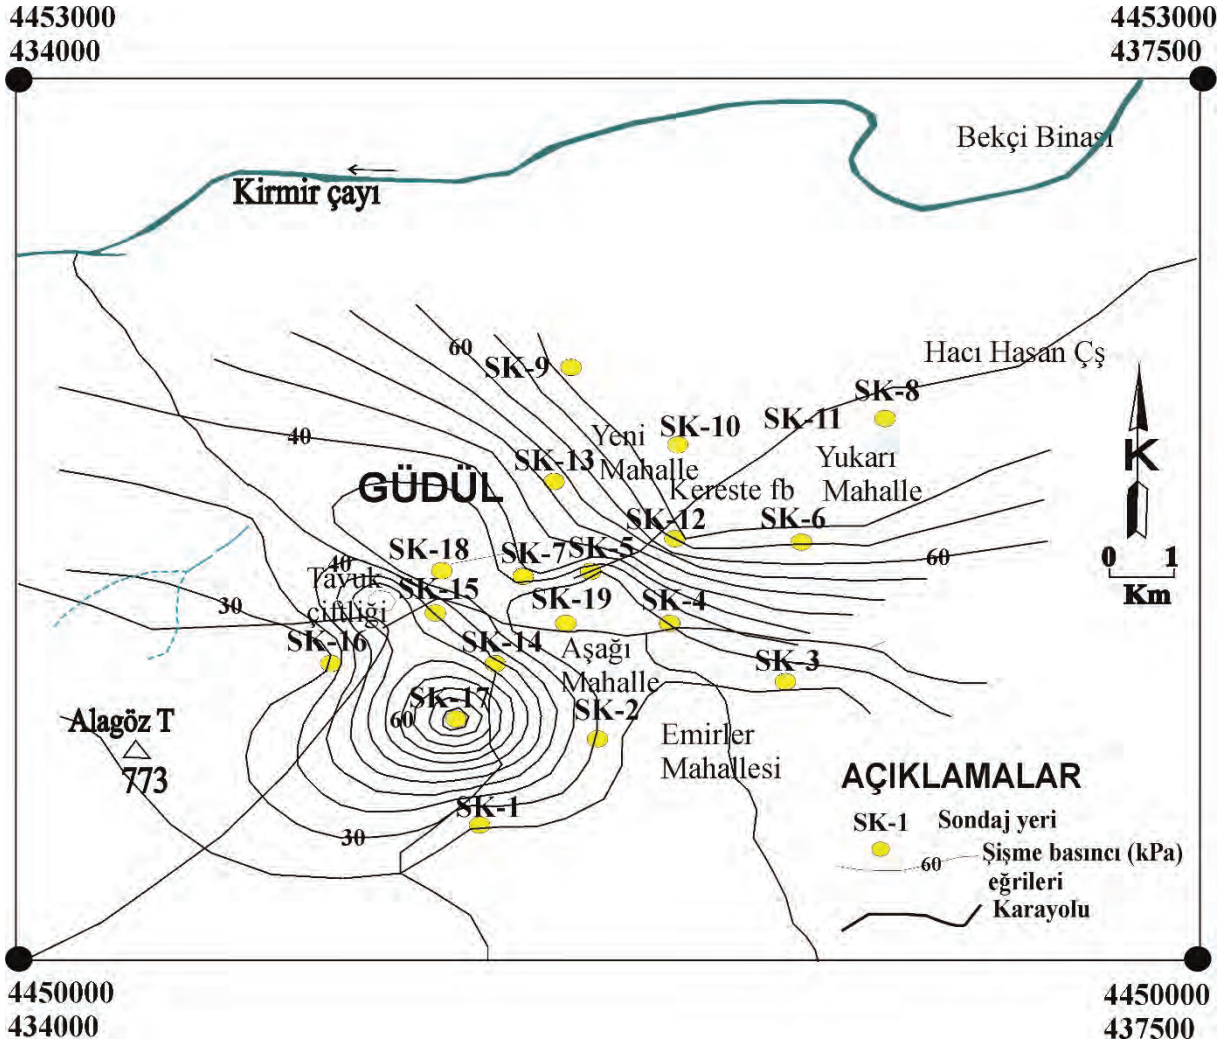 4453000
434000
4453000
437500
Bekçi Binası
Kirmir çayı
60
SK-9
Hacı Hasan Çş
SK-8
SK-11
SK-10
40
Yeni
Mahalle
SK-13
Yukarı
Mahalle
K
GÜDÜL
Kereste fb
SK-12
SK-6
SK-18
SK-7
SK-5
60
0 1
Km
40
Tavuk
çiftliği
SK-15
30
SK-19
SK-4
SK-16
SK-14
Aşağı
Mahalle
SK-3
SK-17
60
SK-2
Alagöz T
773
Emirler
Mahallesi
SK-1
30
AÇIKLAMALAR
SK-1 Sondaj yeri
60 Şişme basıncı (kPa)
eğrileri
Karayolu
4450000
434000
4450000
437500